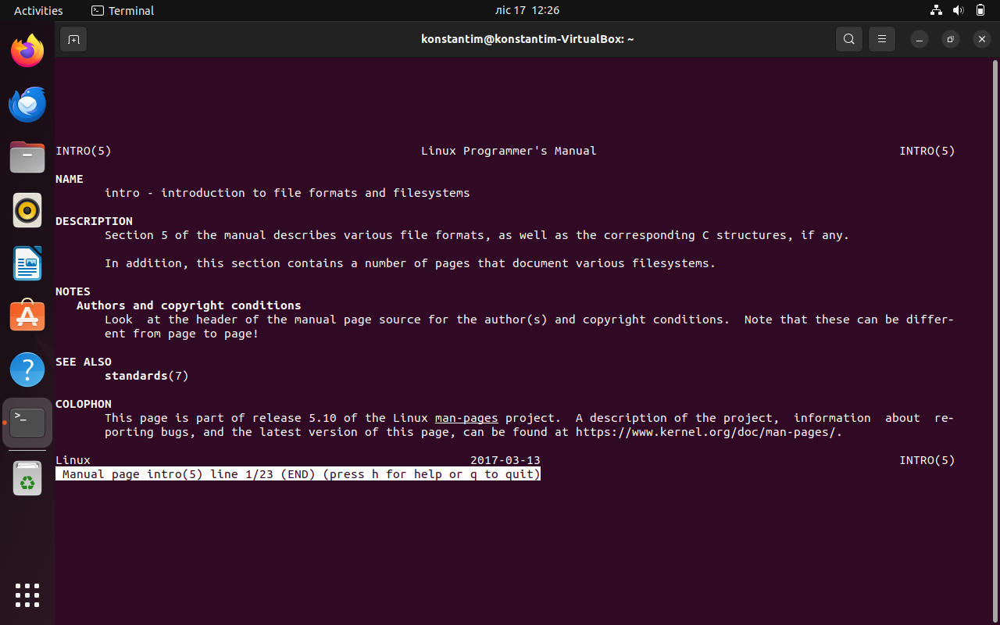 Activities Terminal ліс 17 12:26
konstantim@konstantim-VirtualBox: ~
INTRO(5) Linux Programmer's Manual INTRO(5)
NAME
intro - introduction to file formats and filesystems
DESCRIPTION
Section 5 of the manual describes various file formats, as well as the corresponding C structures, if any.
In addition, this section contains a number of pages that document various filesystems.
NOTES
Authors and copyright conditions
Look  at the header of the manual page source for the author(s) and copyright conditions.  Note that these can be differ-
ent from page to page!
SEE ALSO
standards(7)
COLOPHON
This page is part of release 5.10 of the Linux man-pages project.  A description of the project,  information  about  re-
porting bugs, and the latest version of this page, can be found at https://www.kernel.org/doc/man-pages/.
Linux 2017-03-13 INTRO(5)
Manual page intro(5) line 1/23 (END) (press h for help or q to quit)